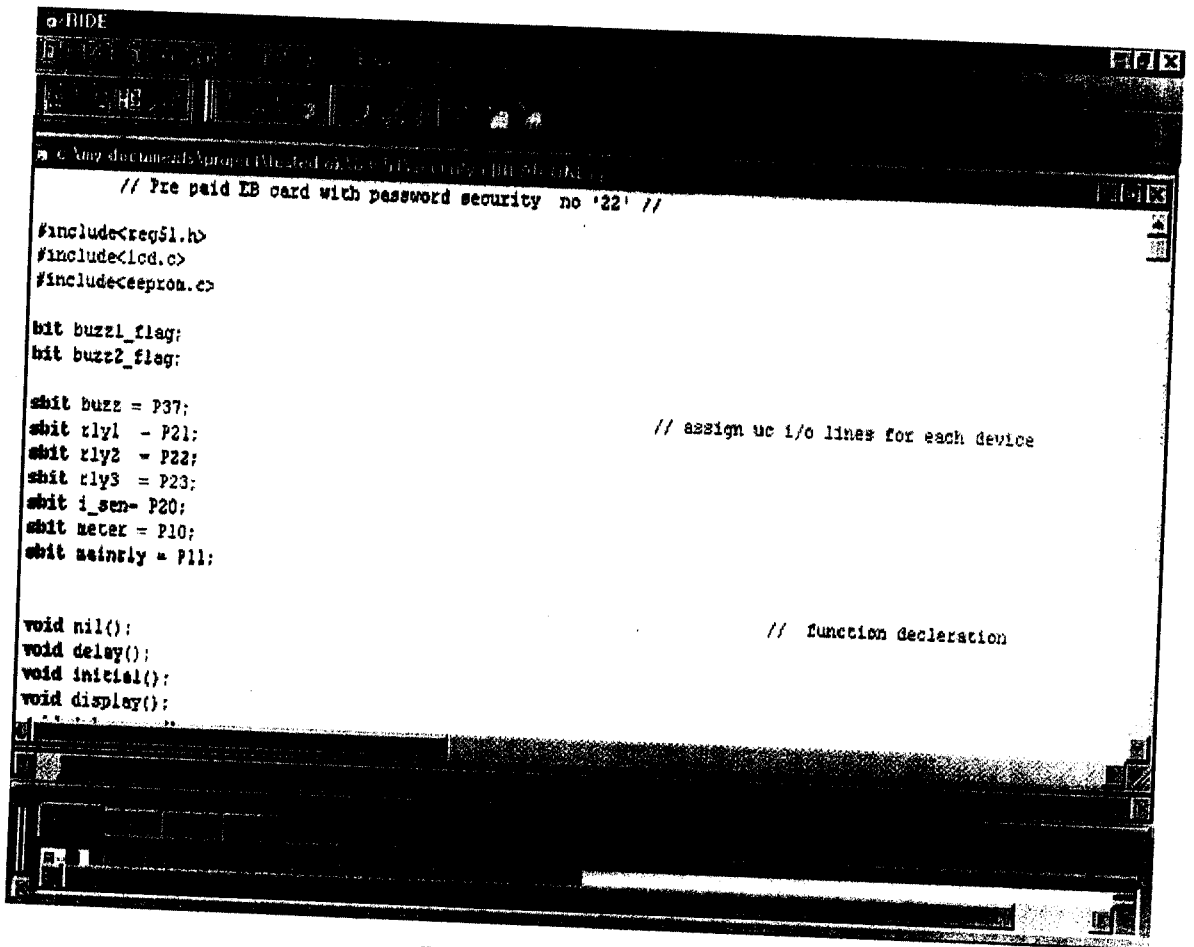 RIDE
// Pre paid EB card with password security no '22' //
#include<reg51.h>
#include<lcd.c>
#include<eeprom.c>
bit buzz1_flag;
bit buzz2_flag;
sbit buzz = P37; // assign uc i/o lines for each device
sbit rly1 = P21;
sbit rly2 = P22;
sbit rly3 = P23;
sbit i_sen= P20;
sbit meter = P10;
sbit mainrly = P11;
void nil(); // function decleration
void delay();
void initial();
void display();